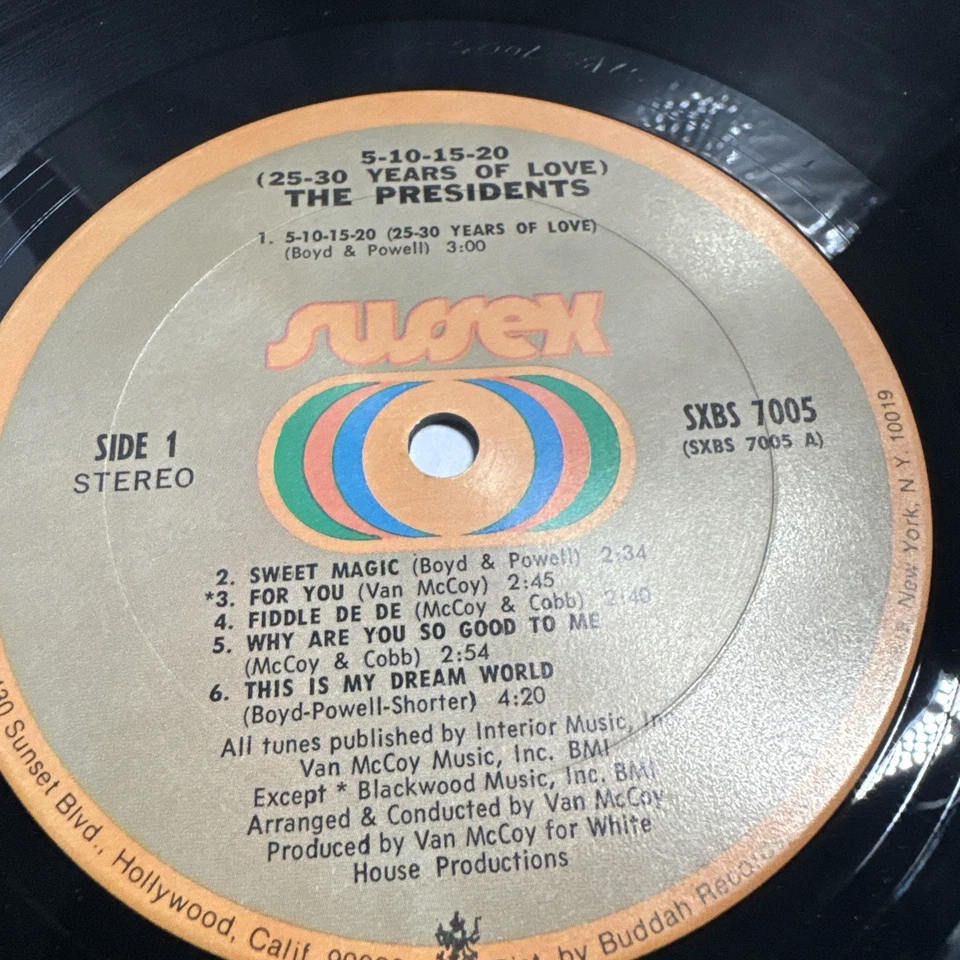 5-10-15-20
(25-30 YEARS OF LOVE)
THE PRESIDENTS
1. 5-10-15-20 (25-30 YEARS OF LOVE)
(Boyd & Powell) 3:00
sussex
SIDE 1
STEREO
SXBS 7005
(SXBS 7005 A)
2. SWEET MAGIC (Boyd & Powell) 2:34
*3. FOR YOU (Van McCoy) 2:45
4. FIDDLE DE DE (McCoy & Cobb) 2:40
5. WHY ARE YOU SO GOOD TO ME
(McCoy & Cobb) 2:54
6. THIS IS MY DREAM WORLD
(Boyd-Powell-Shorter) 4:20
All tunes published by Interior Music, Inc.
Van McCoy Music, Inc. BMI
Except * Blackwood Music, Inc. BMI
Arranged & Conducted by Van McCoy
Produced by Van McCoy for White
House Productions
Sunset Blvd., Hollywood, Calif.
Dist. by Buddah
New York, N.Y. 10019